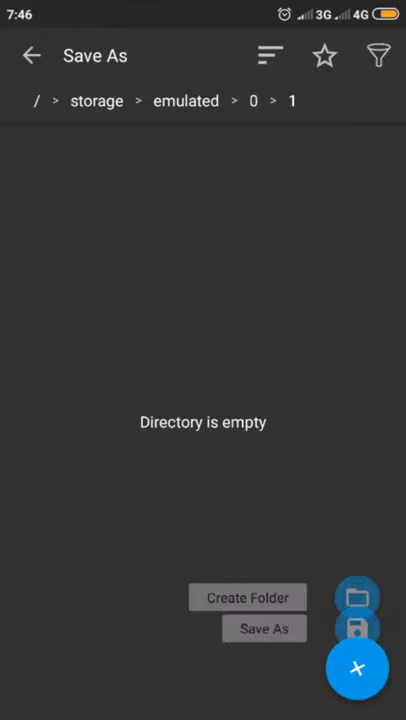 7:46 3G 4G
Save As
/ > storage > emulated > 0 > 1
Directory is empty
Create Folder
Save As